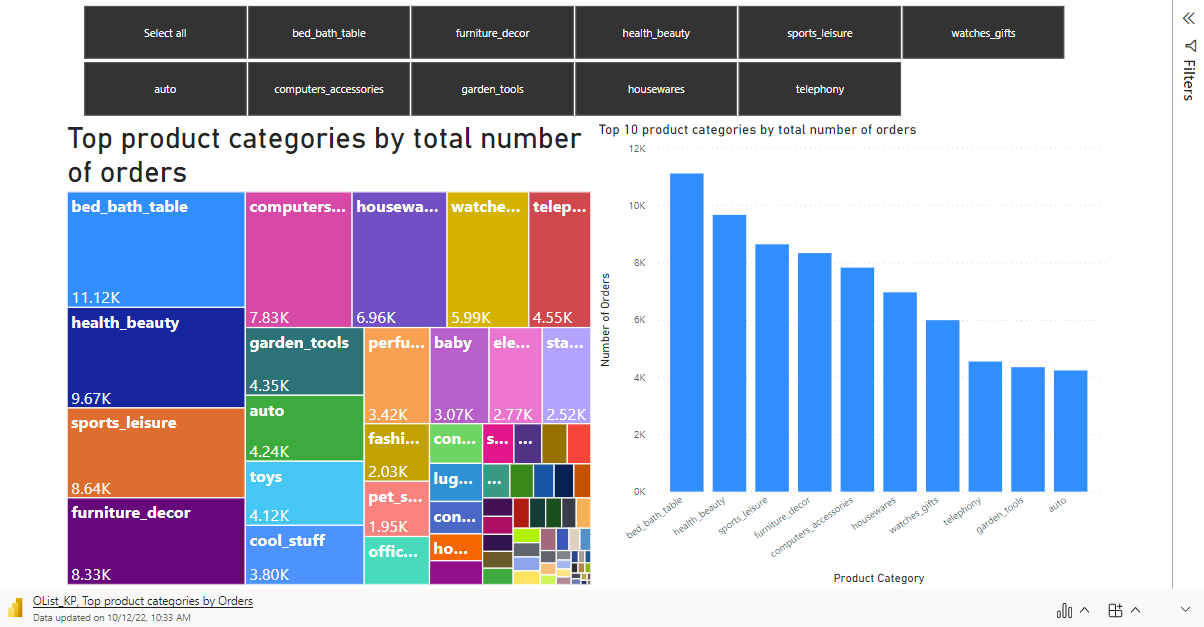 Select all
bed_bath_table
furniture_decor
health_beauty
sports_leisure
watches_gifts
auto
computers_accessories
garden_tools
housewares
telephony
Filters
Top product categories by total number
of orders
bed_bath_table
11.12K
health_beauty
9.67K
sports_leisure
8.64K
furniture_decor
8.33K
computers...
7.83K
housewa...
6.96K
watche...
5.99K
telep...
4.55K
garden_tools
4.35K
auto
4.24K
toys
4.12K
cool_stuff
3.80K
perfu...
3.42K
baby
3.07K
ele...
2.77K
sta...
2.52K
fashi...
2.03K
pet_s...
1.95K
offic...
con...
lug...
con...
ho...
s...
...
...
Top 10 product categories by total number of orders
Number of Orders
12K
10K
8K
6K
4K
2K
0K
bed_bath_table
health_beauty
sports_leisure
furniture_decor
computers_accessories
housewares
watches_gifts
telephony
garden_tools
auto
Product Category
OList_KP, Top product categories by Orders
Data updated on 10/12/22, 10:33 AM